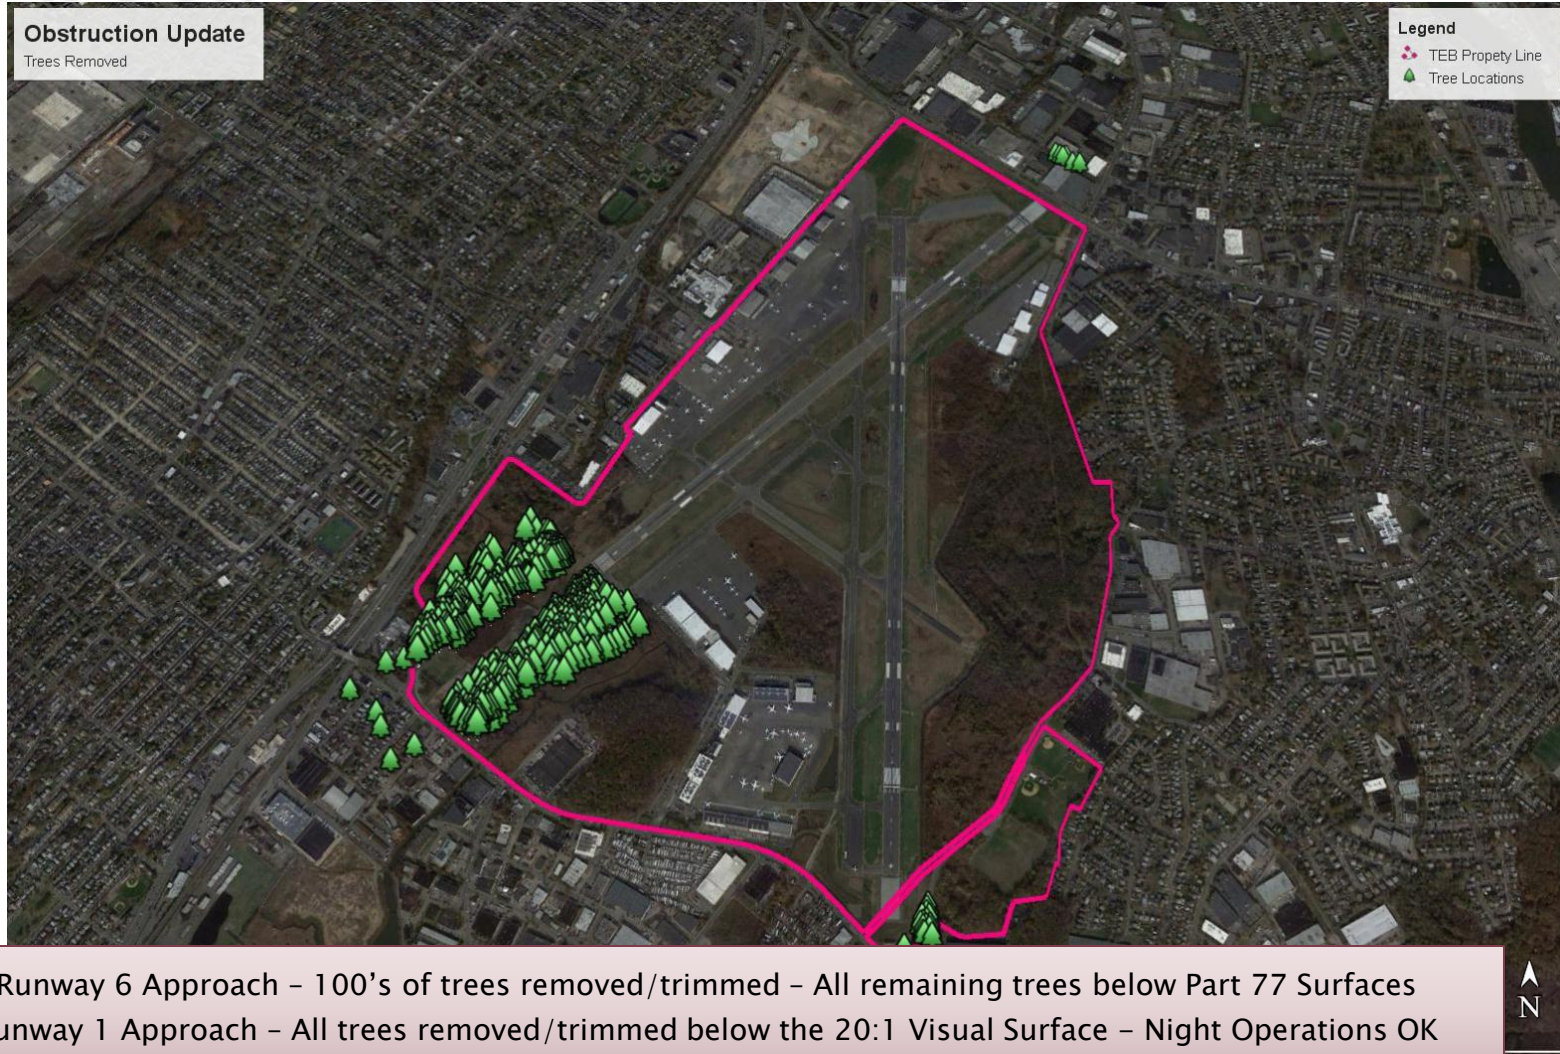 Obstruction Update
Trees Removed
Legend
TEB Propety Line
Tree Locations
Runway 6 Approach – 100’s of trees removed/trimmed – All remaining trees below Part 77 Surfaces
unway 1 Approach – All trees removed/trimmed below the 20:1 Visual Surface – Night Operations OK
N